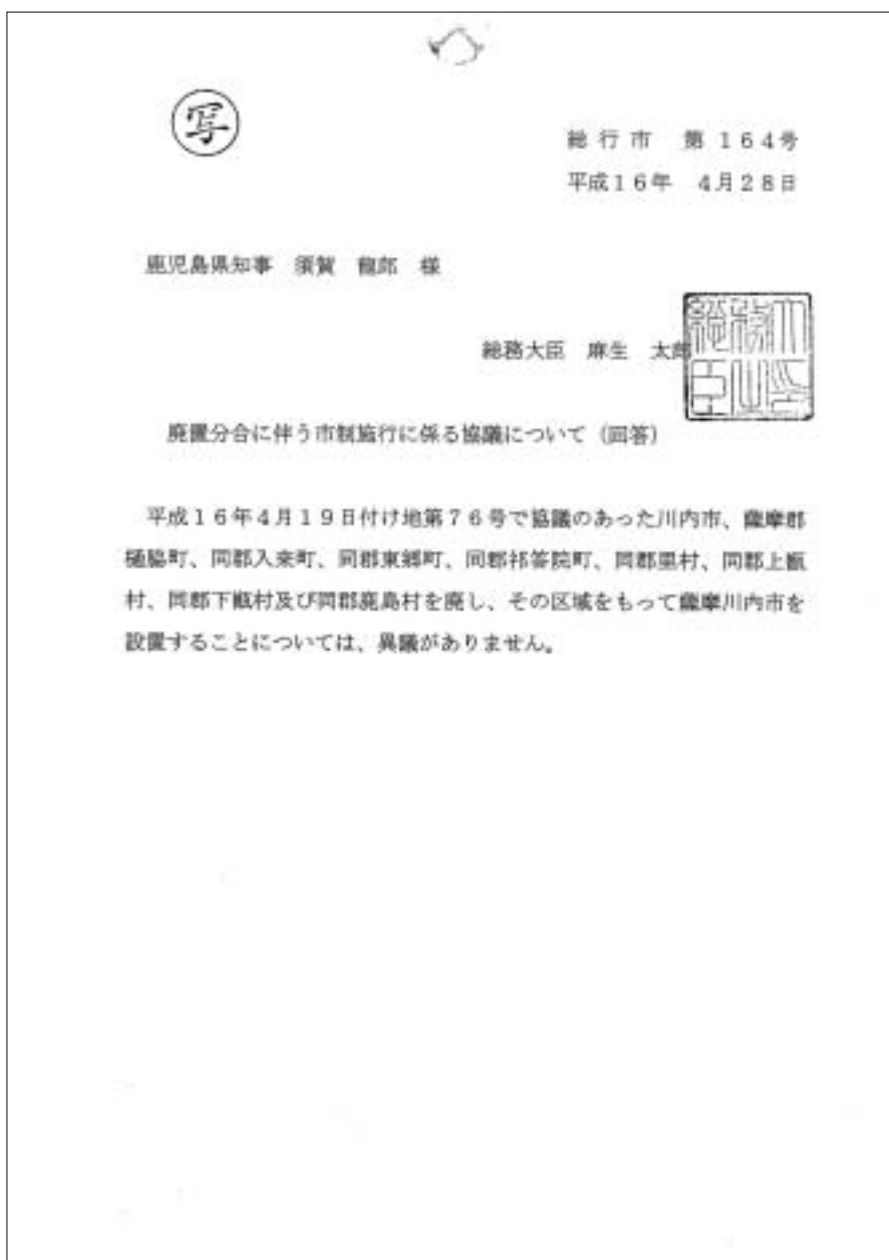 写
総行市 第164号
平成16年 4月28日
鹿児島県知事 須賀 龍郎 様
総務大臣 麻生 太郎
総務大臣之印
廃置分合に伴う市制施行に係る協議について（回答）
平成16年4月19日付け地第76号で協議のあった川内市、薩摩郡
樋脇町、同郡入来町、同郡東郷町、同郡祁答院町、同郡里村、同郡上甑
村、同郡下甑村及び同郡鹿島村を廃し、その区域をもって薩摩川内市を
設置することについては、異議がありません。